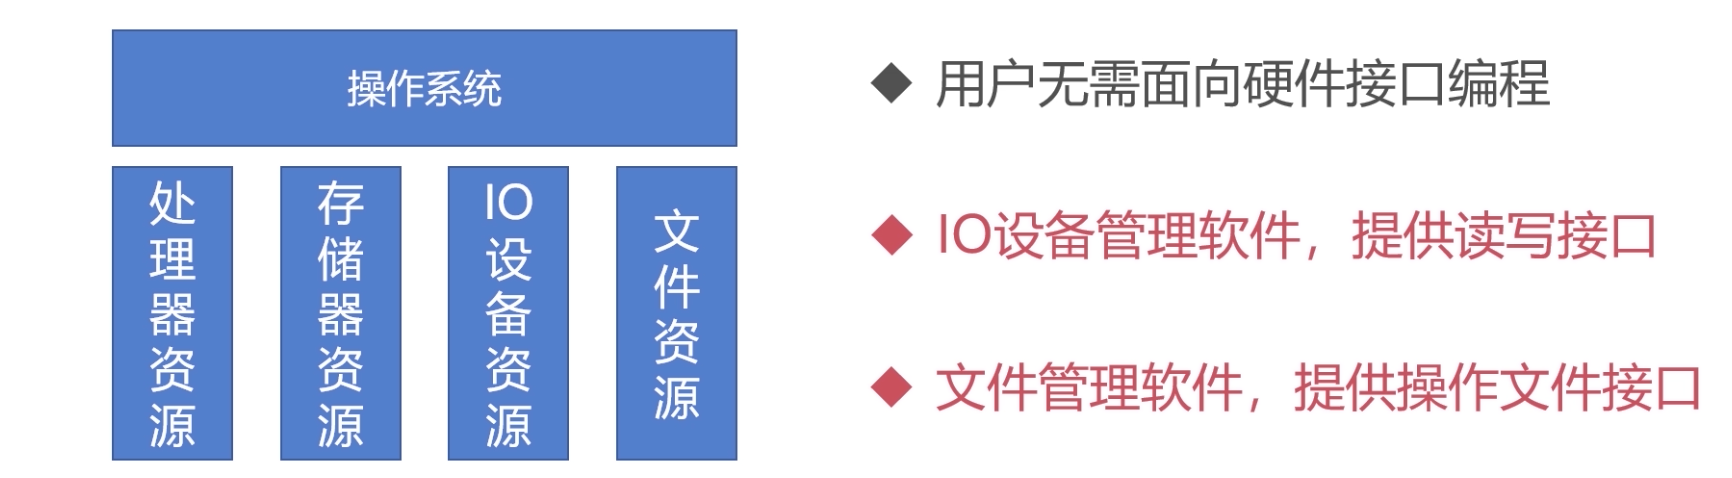 操作系统
处理器资源
存储器资源
IO设备资源
文件资源
用户无需面向硬件接口编程
IO设备管理软件，提供读写接口
文件管理软件，提供操作文件接口